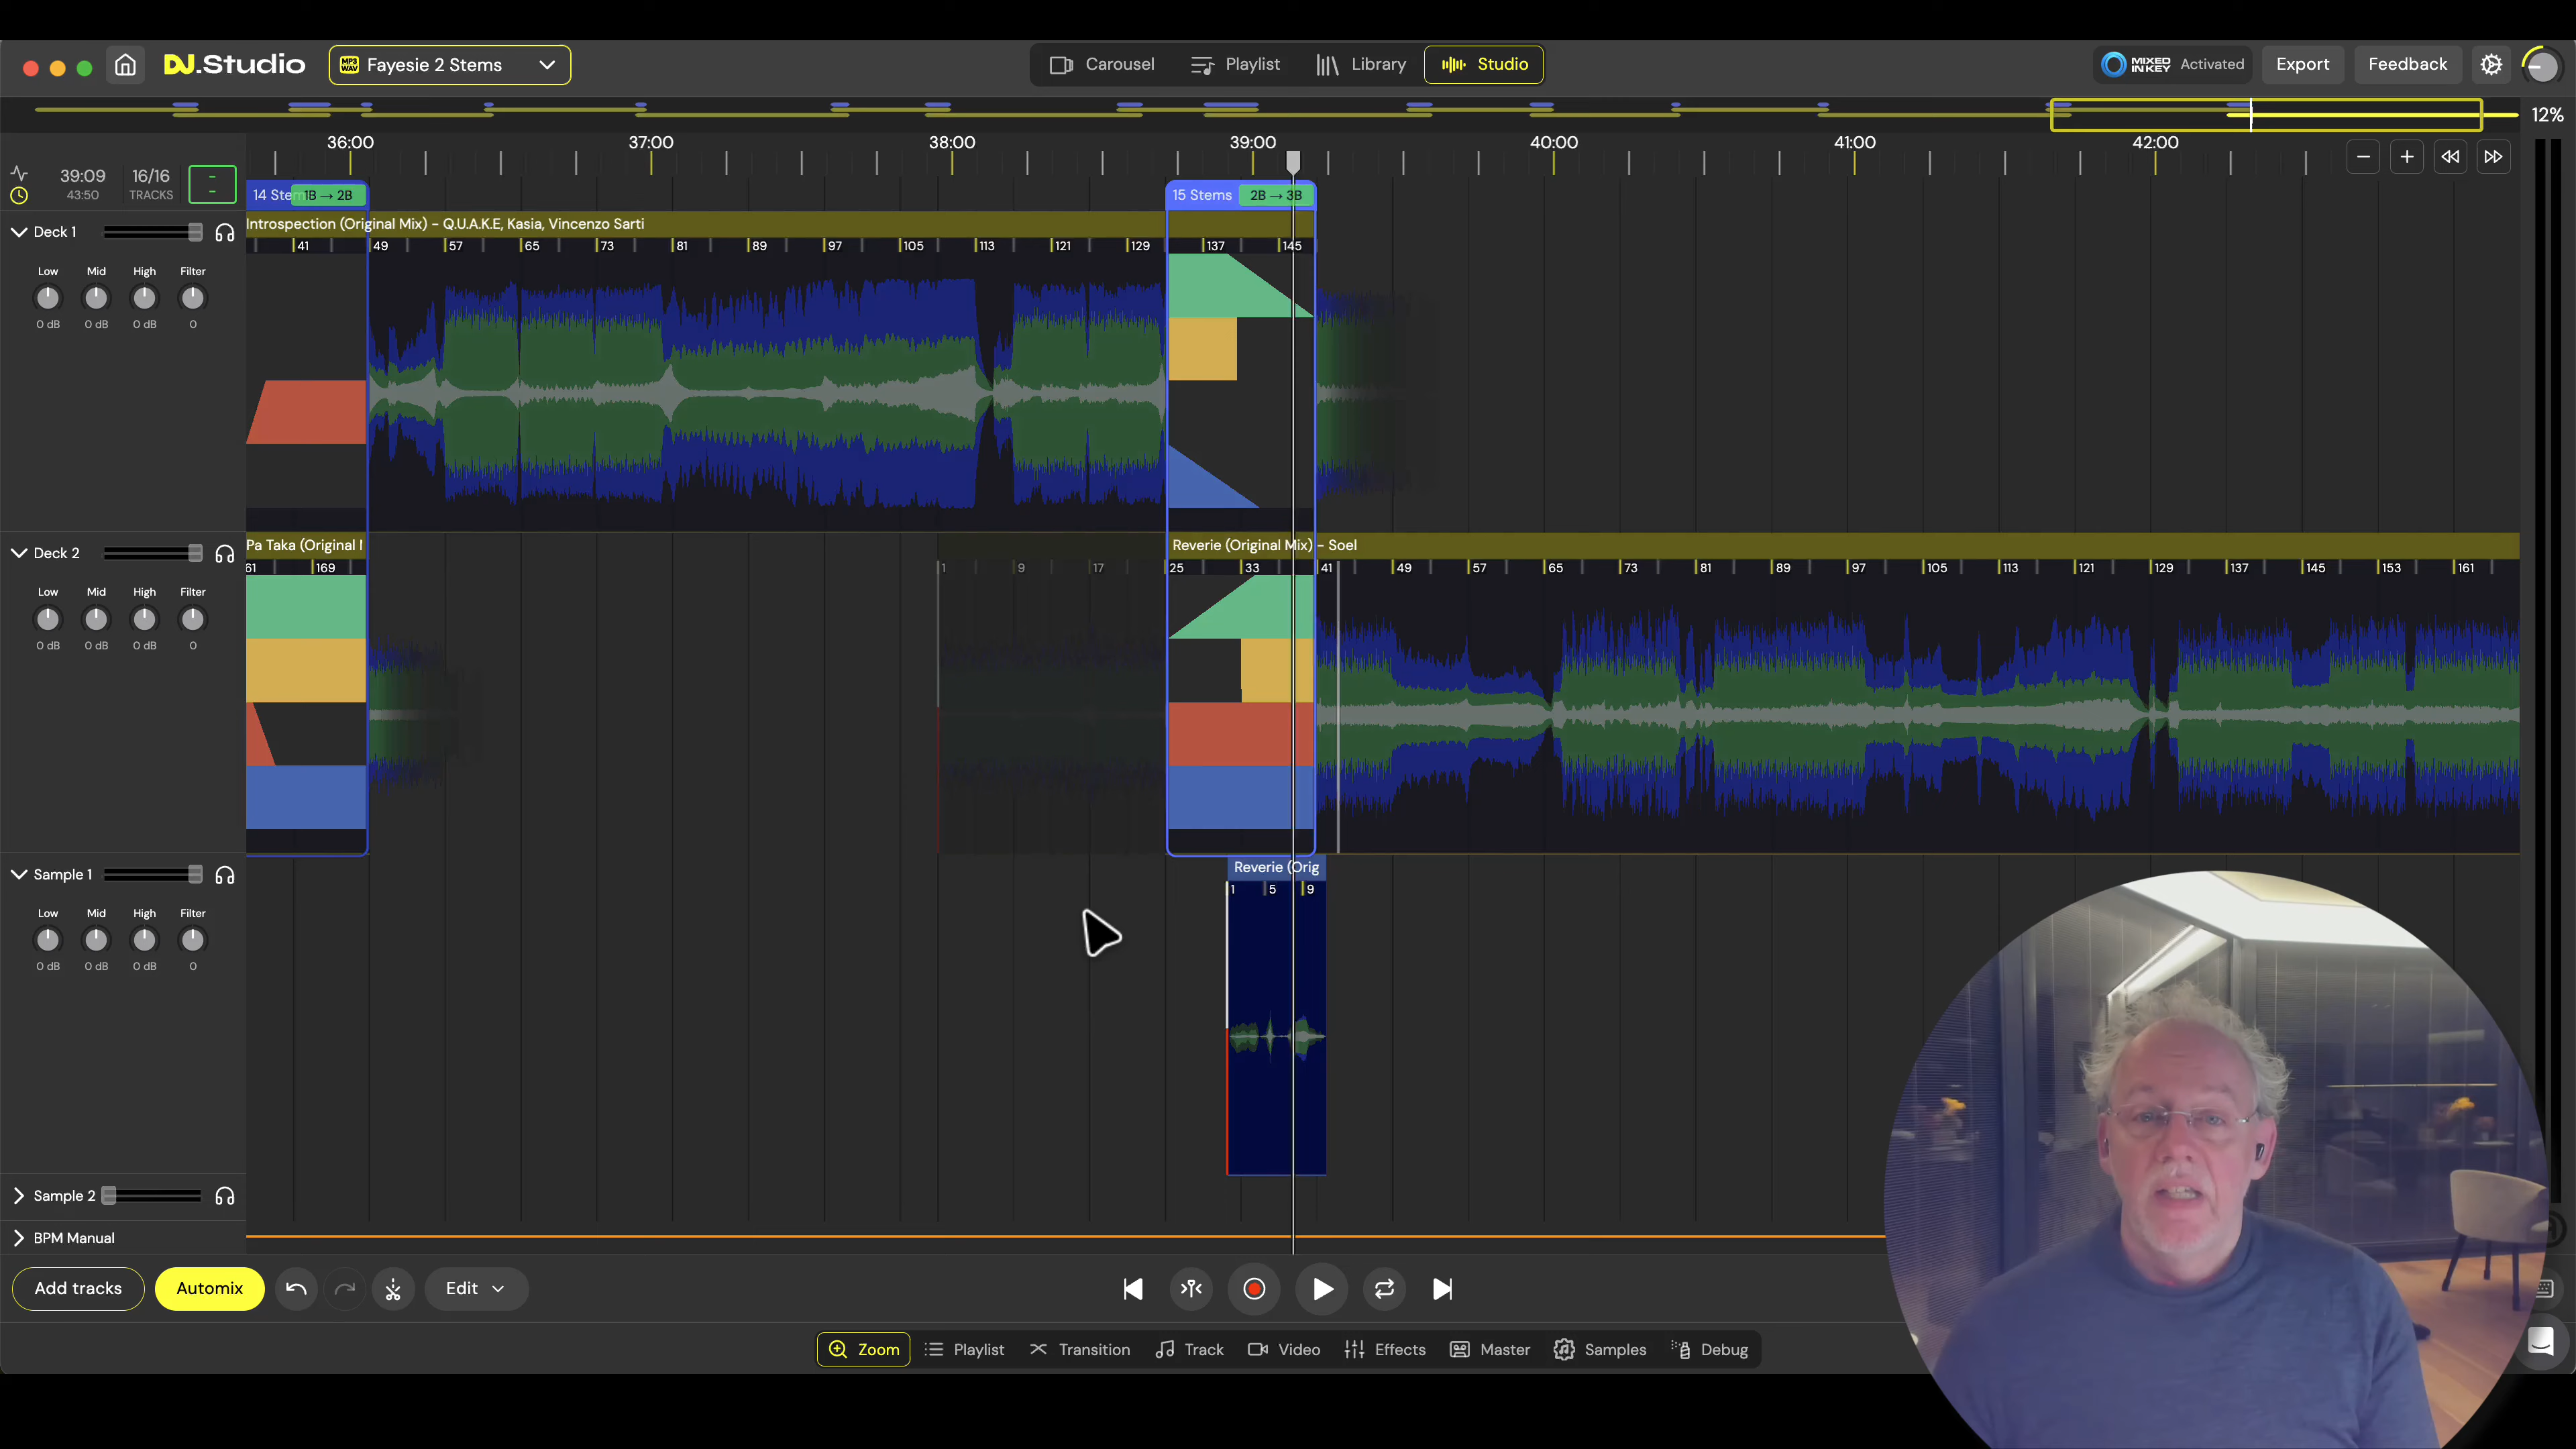 DJ.Studio
MP3 WAV
Fayesie 2 Stems
Carousel
Playlist
Library
Studio
MIXED IN KEY
Activated
Export
Feedback
12%
36:00 37:00 38:00 39:00 40:00 41:00 42:00
39:09
43:50
16/16
TRACKS
14 Stem
1B → 2B
15 Stems
2B → 3B
Deck 1
Introspection (Original Mix) - Q.U.A.K.E, Kasia, Vincenzo Sarti
41 49 57 65 73 81 89 97 105 113 121 129 137 145
Low Mid High Filter
0 dB 0 dB 0 dB 0
Deck 2
Pa Taka (Original
Reverie (Original Mix) - Soel
61 169 1 9 17 25 33 41 49 57 65 73 81 89 97 105 113 121 129 137 145 153 161
Low Mid High Filter
0 dB 0 dB 0 dB 0
Sample 1
Reverie (Orig
1 5 9
Low Mid High Filter
0 dB 0 dB 0 dB 0
Sample 2
BPM Manual
Add tracks
Automix
Edit
Zoom
Playlist
Transition
Track
Video
Effects
Master
Samples
Debug